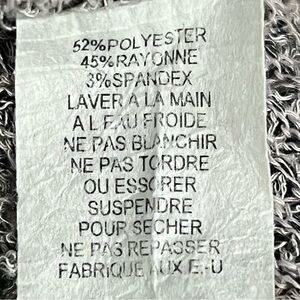 52%POLYESTER
45%RAYONNE
3%SPANDEX
LAVER A LA MAIN
A L'EAU FROIDE
NE PAS BLANCHIR
NE PAS TORDRE
OU ESSORER
SUSPENDRE
POUR SECHER
NE PAS REPASSER
FABRIQUE AUX E.-U